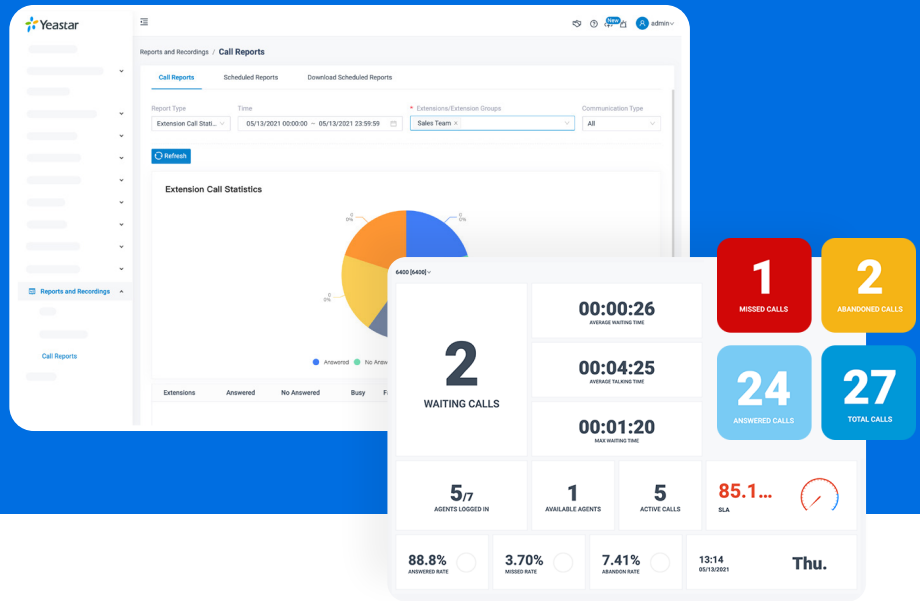 Yeastar
New
admin
Reports and Recordings / Call Reports
Call Reports Scheduled Reports Download Scheduled Reports
Report Type Time * Extensions/Extension Groups Communication Type
Extension Call Stati... 05/13/2021 00:00:00 – 05/13/2021 23:59:59 Sales Team × All
Refresh
Extension Call Statistics
0
0%
0
0%
0
0%
Answered No Answ
Extensions Answered No Answered Busy F
Reports and Recordings
Call Reports
6400 [6400]
2
WAITING CALLS
00:00:26
AVERAGE WAITING TIME
00:04:25
AVERAGE TALKING TIME
00:01:20
MAX WAITING TIME
1
MISSED CALLS
2
ABANDONED CALLS
24
ANSWERED CALLS
27
TOTAL CALLS
5/7
AGENTS LOGGED IN
1
AVAILABLE AGENTS
5
ACTIVE CALLS
85.1...
SLA
88.8%
ANSWERED RATE
3.70%
MISSED RATE
7.41%
ABANDON RATE
13:14
05/13/2021
Thu.